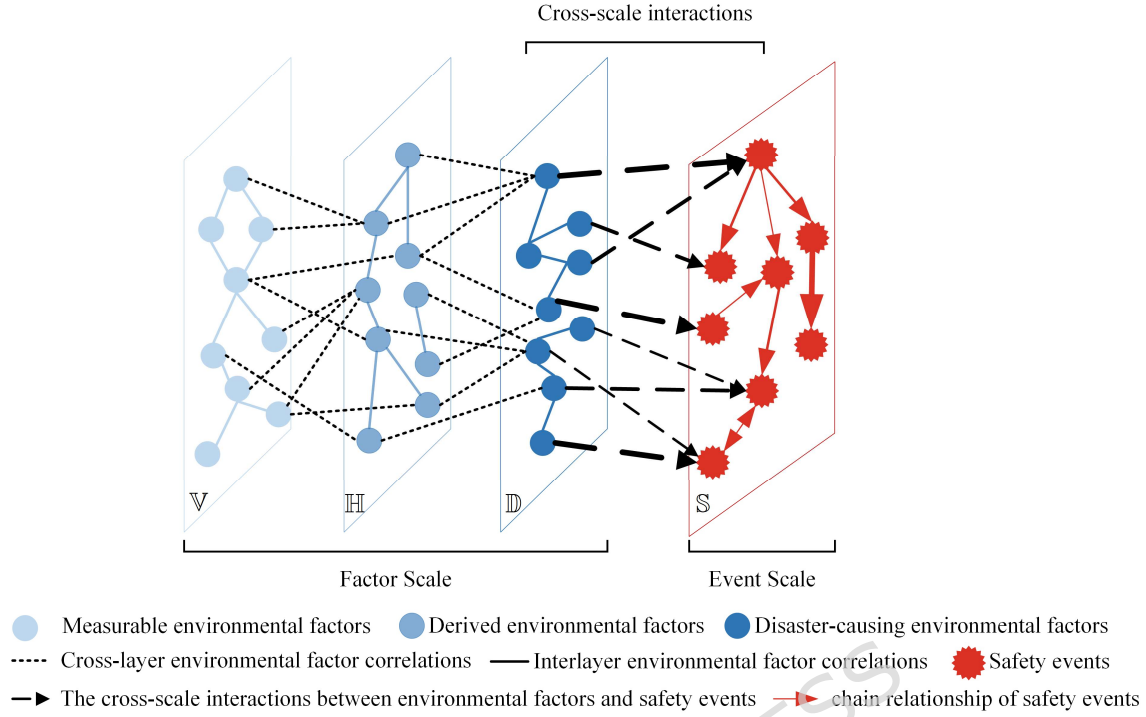 Cross-scale interactions
𝕍
ℍ
𝔻
𝕊
Factor Scale
Event Scale
Measurable environmental factors
Derived environmental factors
Disaster-causing environmental factors
Cross-layer environmental factor correlations
Interlayer environmental factor correlations
Safety events
The cross-scale interactions between environmental factors and safety events
chain relationship of safety events
ESS